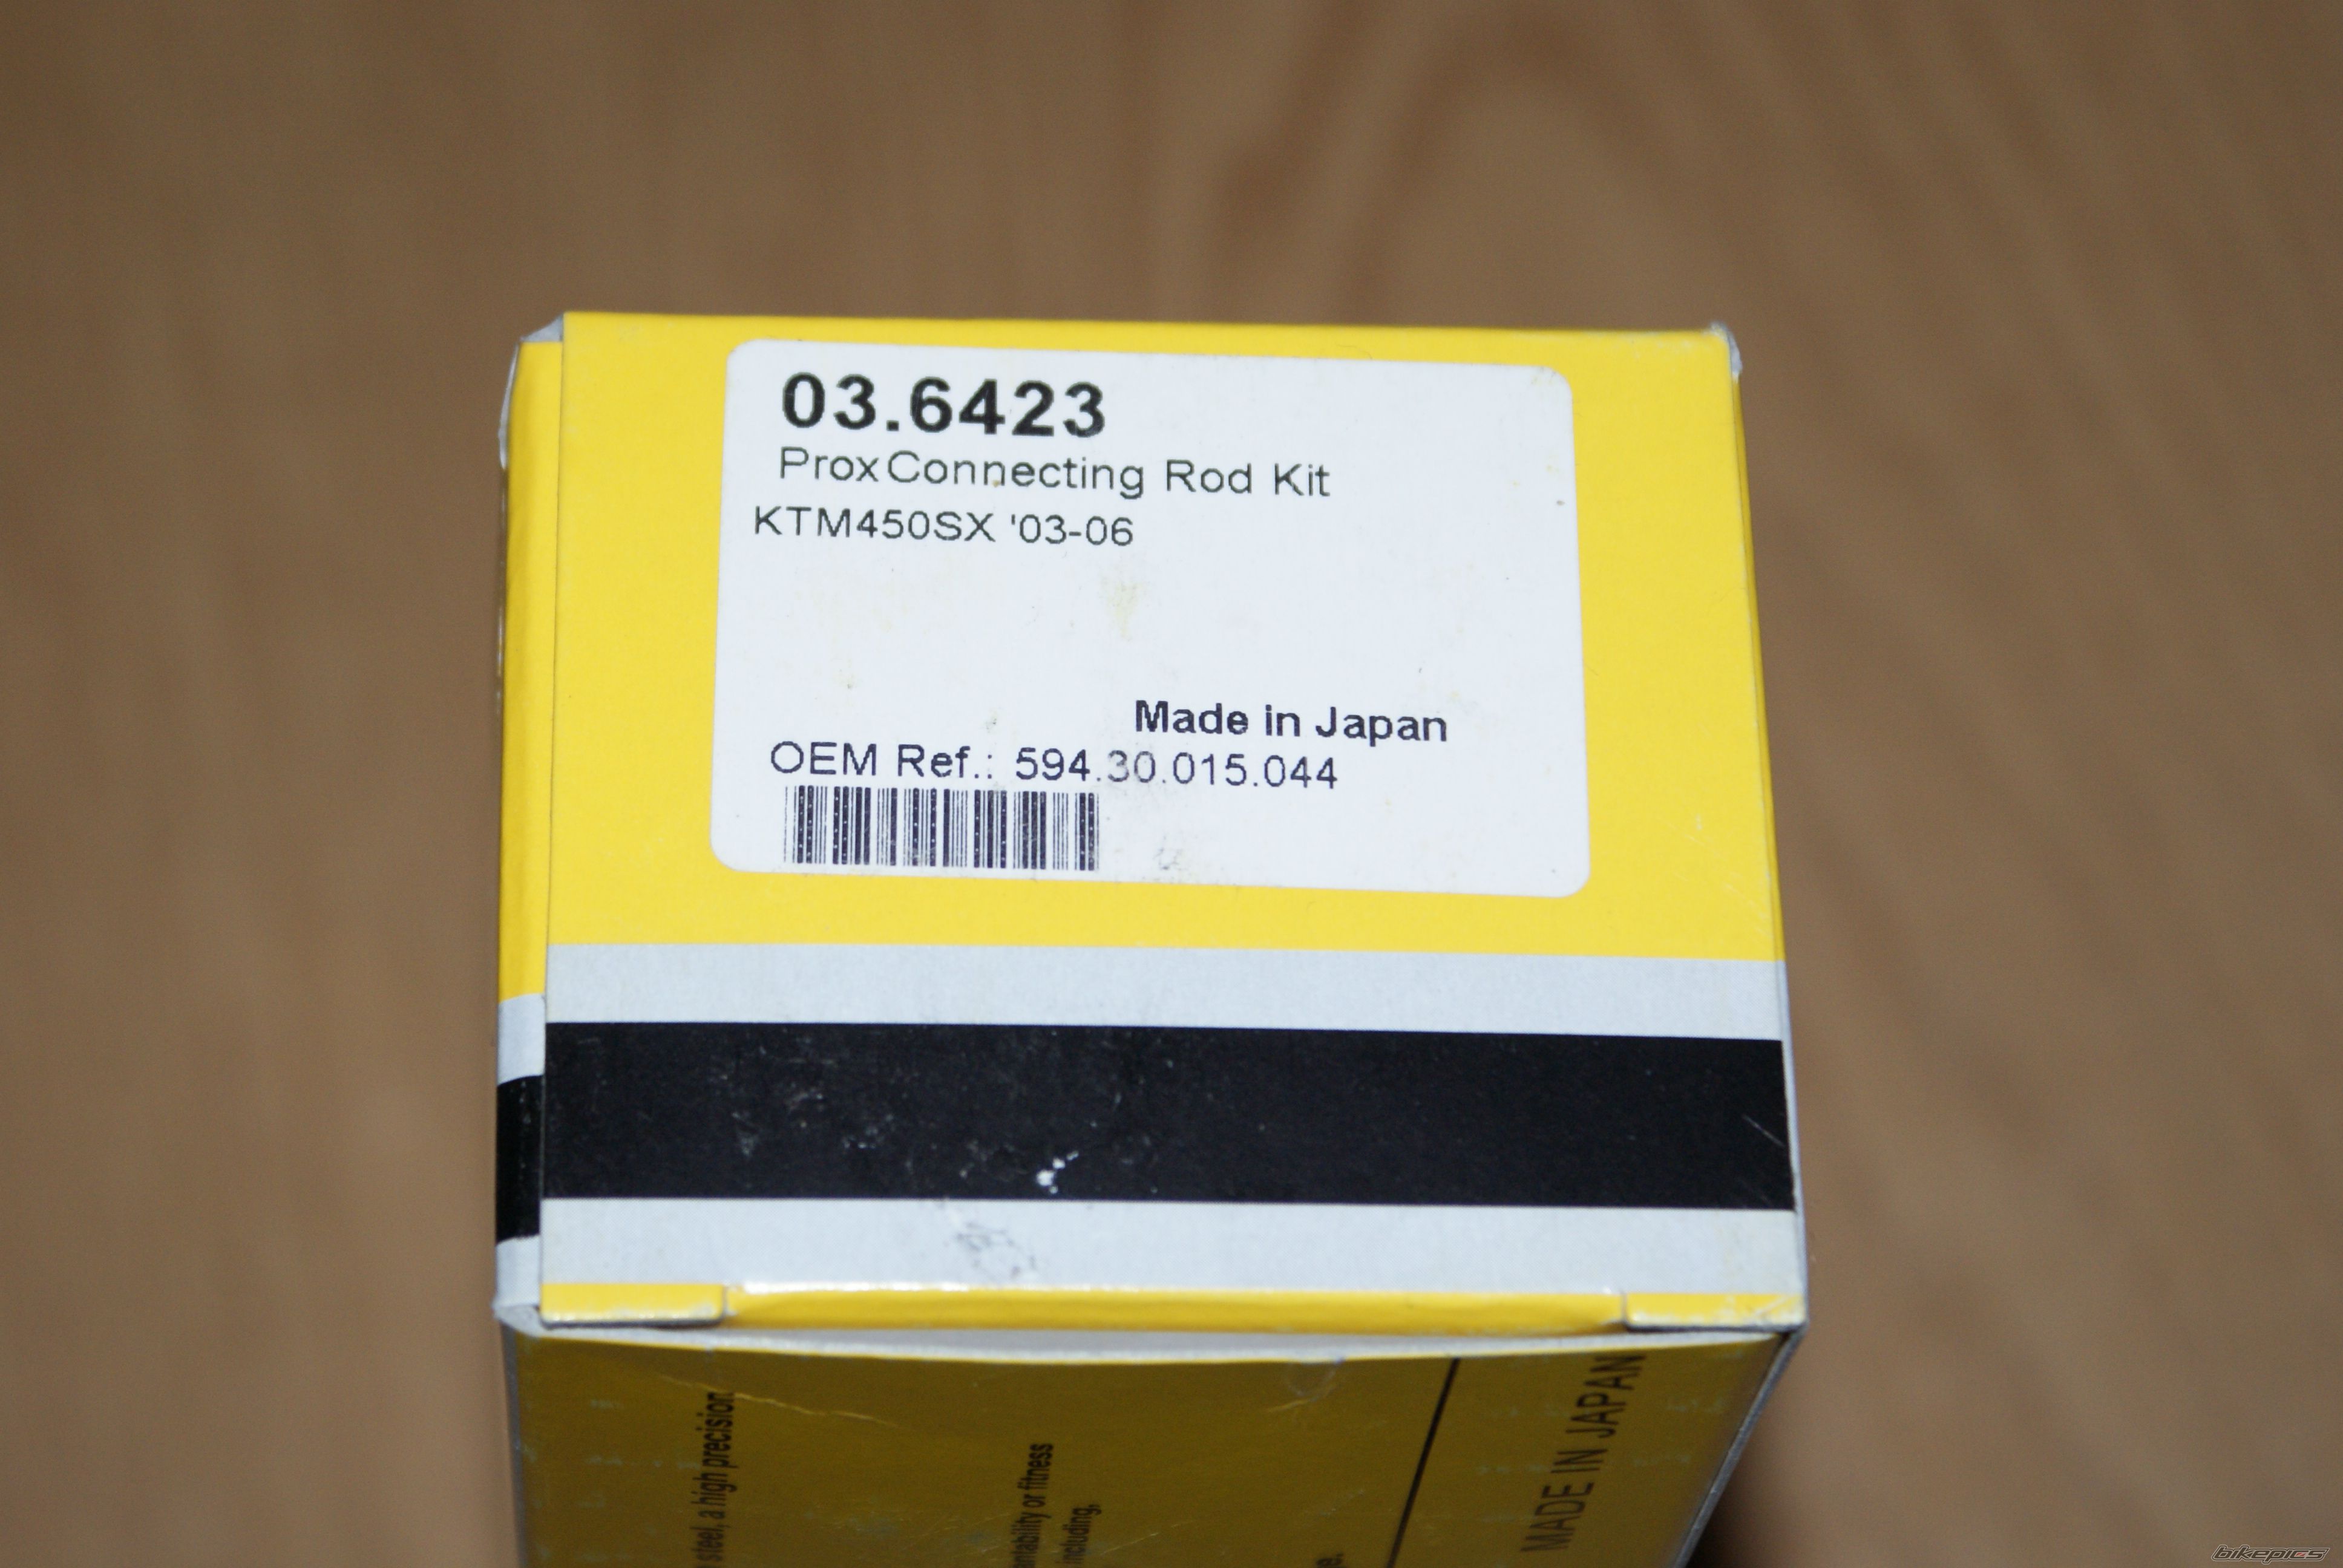 03.6423
Prox Connecting Rod Kit
KTM450SX '03-06
Made in Japan
OEM Ref.: 594.30.015.044
steel, a high precision
or fitness
including,
MADE IN JAPAN
bikepics